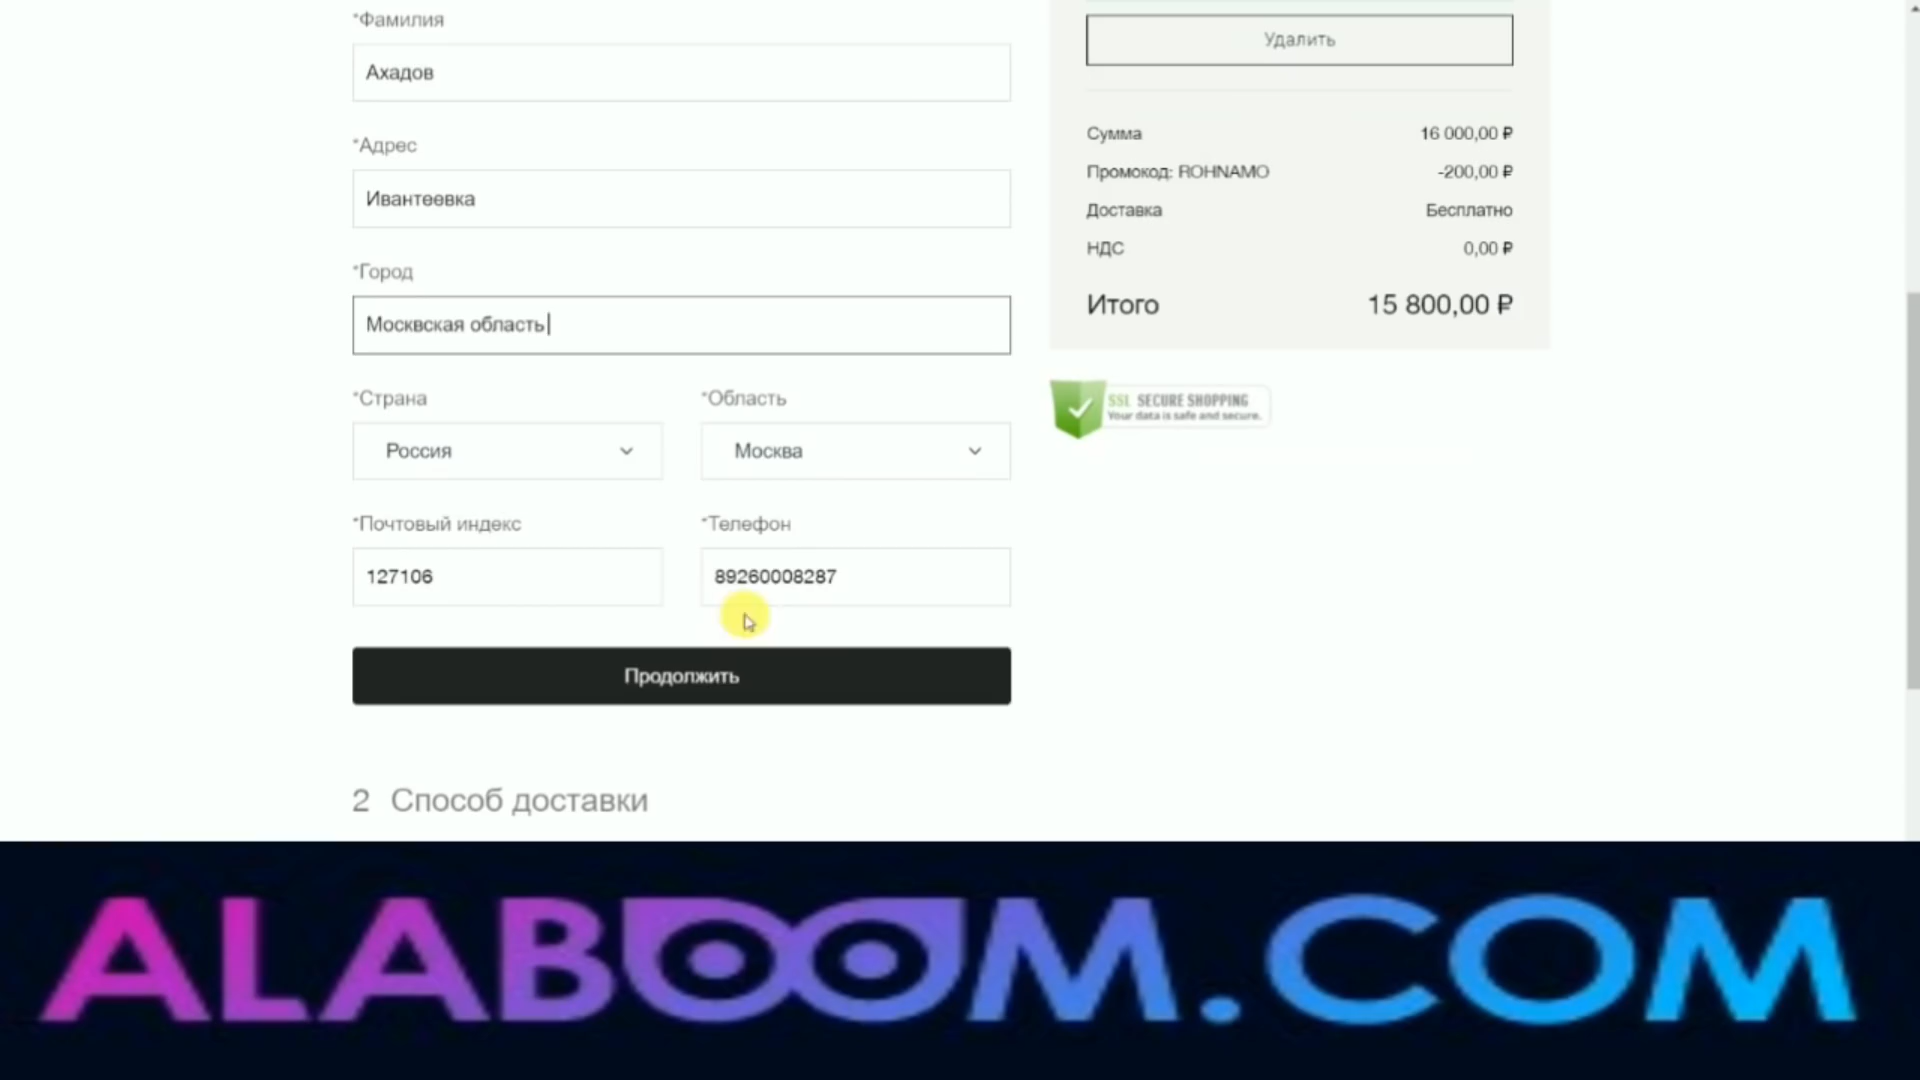 *Фамилия
Ахадов
*Адрес
Ивантеевка
*Город
Москвская область
*Страна
*Область
Россия
Москва
*Почтовый индекс
*Телефон
127106
89260008287
Продолжить
2 Способ доставки
Удалить
Сумма 16 000,00 ₽
Промокод: ROHNAMO -200,00 ₽
Доставка Бесплатно
НДС 0,00 ₽
Итого 15 800,00 ₽
SSL SECURE SHOPPING
Your data is safe and secure.
ALABOOM.COM